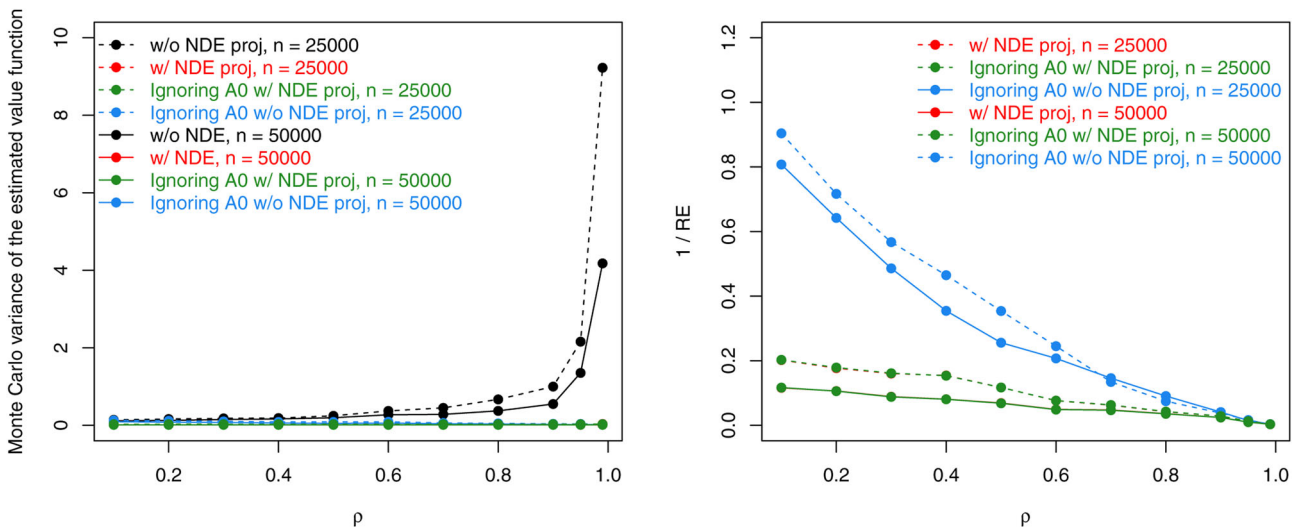 Monte Carlo variance of the estimated value function
10
8
6
4
2
0
w/o NDE proj, n = 25000
w/ NDE proj, n = 25000
Ignoring A0 w/ NDE proj, n = 25000
Ignoring A0 w/o NDE proj, n = 25000
w/o NDE, n = 50000
w/ NDE, n = 50000
Ignoring A0 w/ NDE proj, n = 50000
Ignoring A0 w/o NDE proj, n = 50000
0.2 0.4 0.6 0.8 1.0
ρ
1 / RE
1.2
1.0
0.8
0.6
0.4
0.2
0.0
w/ NDE proj, n = 25000
Ignoring A0 w/ NDE proj, n = 25000
Ignoring A0 w/o NDE proj, n = 25000
w/ NDE proj, n = 50000
Ignoring A0 w/ NDE proj, n = 50000
Ignoring A0 w/o NDE proj, n = 50000
0.2 0.4 0.6 0.8 1.0
ρ